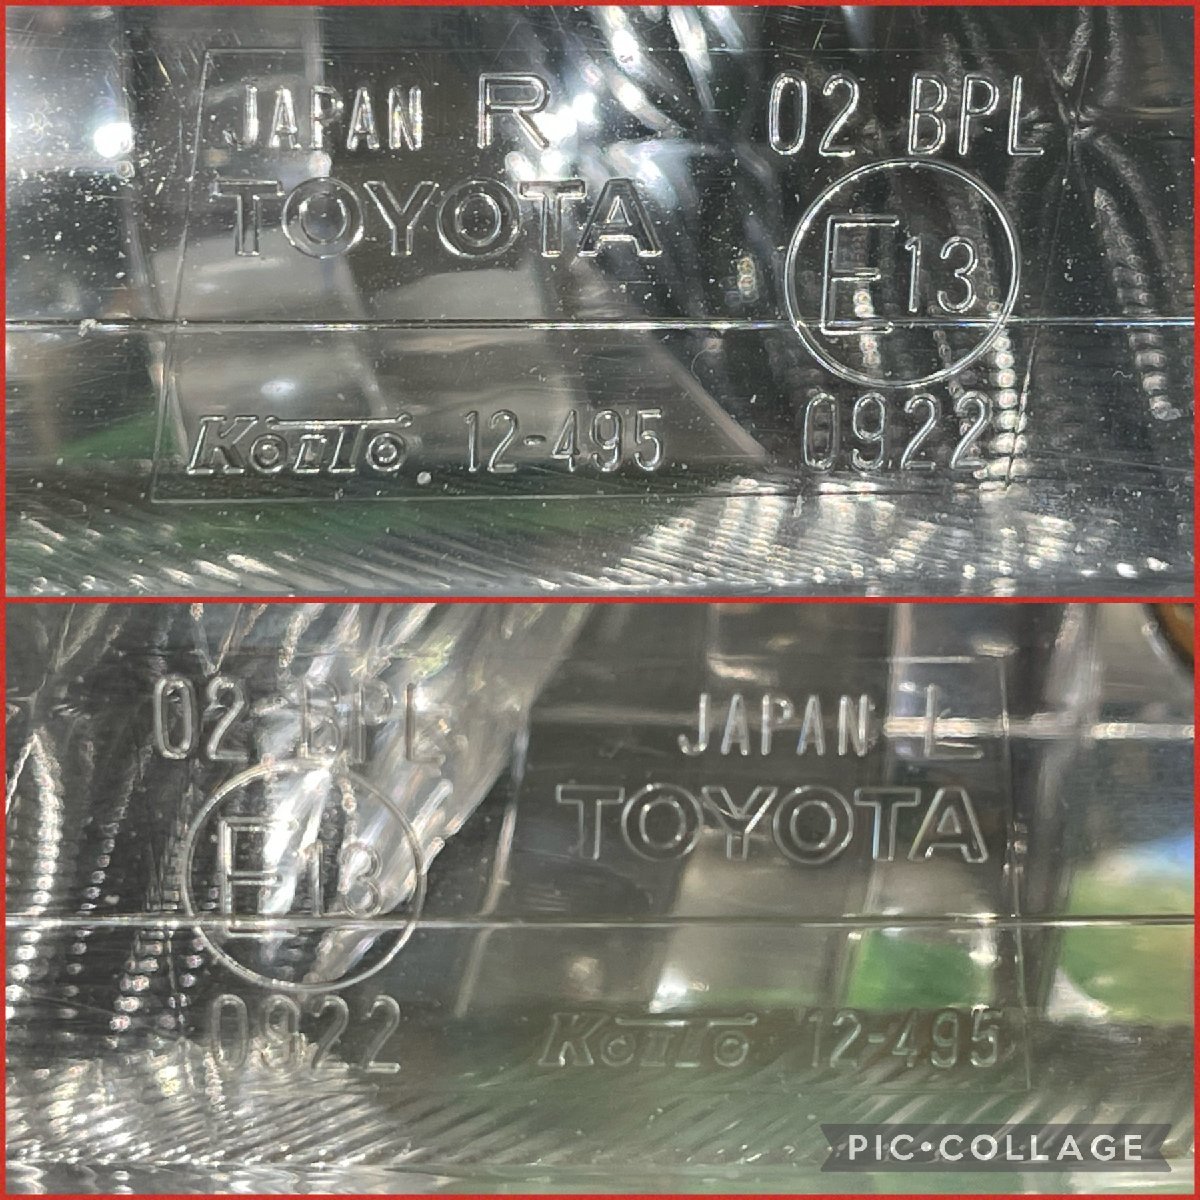 JAPAN R
TOYOTA
KOITO 12-495
02 BPL
E13
0922
02 BPL
E13
0922
JAPAN L
TOYOTA
KOITO 12-495
PIC•COLLAGE